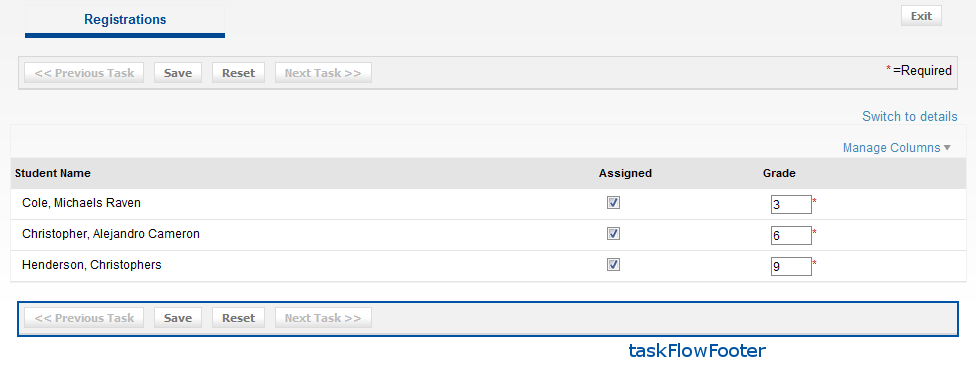 Registrations
Exit
<< Previous Task Save Reset Next Task >> * =Required
Switch to details
Manage Columns ▾
Student Name Assigned Grade
Cole, Michaels Raven 3 *
Christopher, Alejandro Cameron 6 *
Henderson, Christophers 9 *
<< Previous Task Save Reset Next Task >>
taskFlowFooter